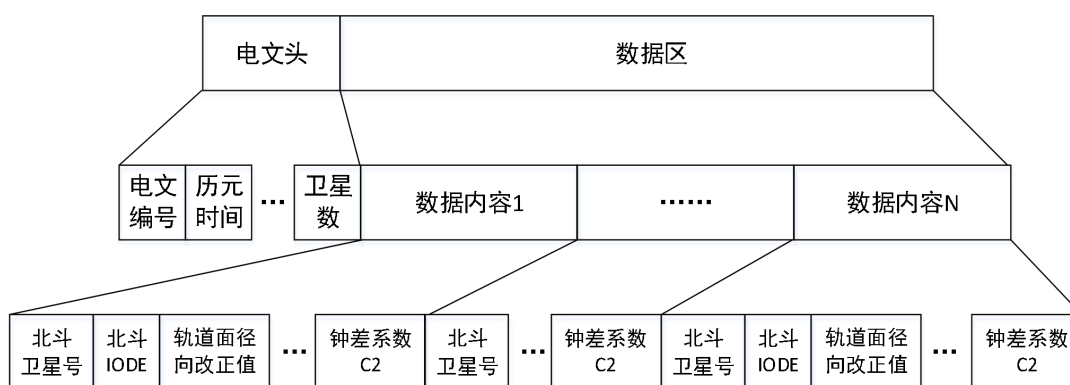 电文头
数据区
电文
编号
历元
时间
...
卫星
数
数据内容1
……
数据内容N
北斗
卫星号
北斗
IODE
轨道面径
向改正值
...
钟差系数
C2
北斗
卫星号
...
钟差系数
C2
北斗
卫星号
北斗
IODE
轨道面径
向改正值
...
钟差系数
C2